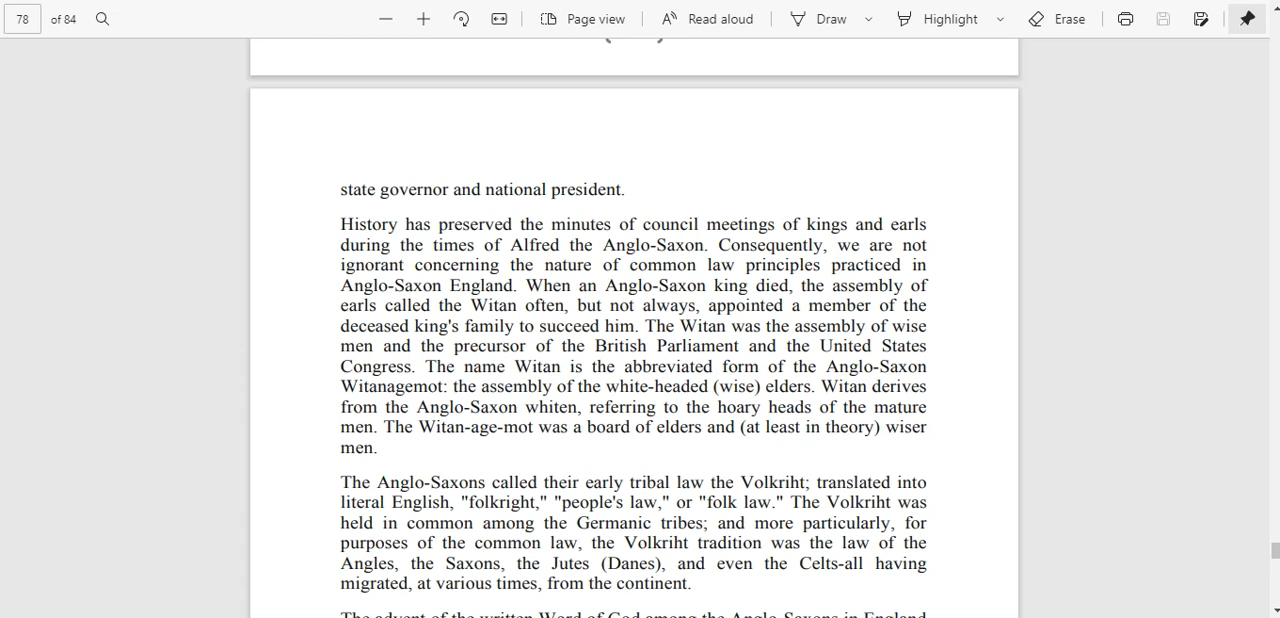 78 of 84 Page view Read aloud Draw Highlight Erase
state governor and national president.
History has preserved the minutes of council meetings of kings and earls
during the times of Alfred the Anglo-Saxon. Consequently, we are not
ignorant concerning the nature of common law principles practiced in
Anglo-Saxon England. When an Anglo-Saxon king died, the assembly of
earls called the Witan often, but not always, appointed a member of the
deceased king's family to succeed him. The Witan was the assembly of wise
men and the precursor of the British Parliament and the United States
Congress. The name Witan is the abbreviated form of the Anglo-Saxon
Witanagemot: the assembly of the white-headed (wise) elders. Witan derives
from the Anglo-Saxon whiten, referring to the hoary heads of the mature
men. The Witan-age-mot was a board of elders and (at least in theory) wiser
men.
The Anglo-Saxons called their early tribal law the Volkriht; translated into
literal English, "folkright," "people's law," or "folk law." The Volkriht was
held in common among the Germanic tribes; and more particularly, for
purposes of the common law, the Volkriht tradition was the law of the
Angles, the Saxons, the Jutes (Danes), and even the Celts-all having
migrated, at various times, from the continent.
The advent of the written Word of God among the Anglo-Saxons in England